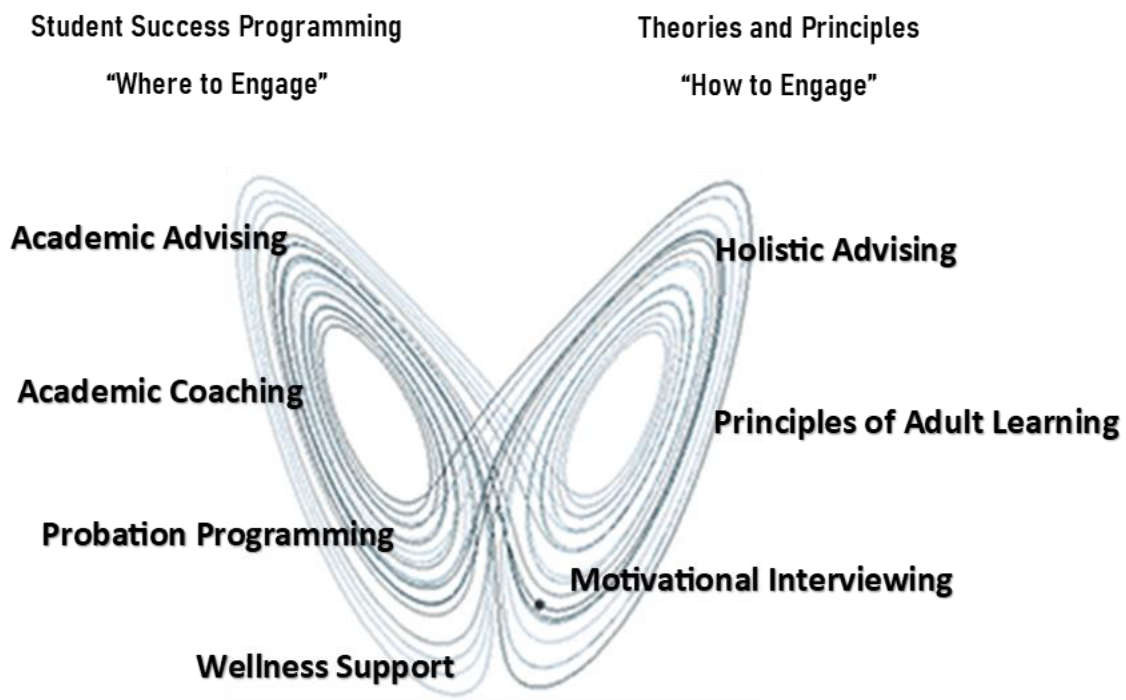 Student Success Programming
“Where to Engage”
Theories and Principles
“How to Engage”
Academic Advising
Academic Coaching
Probation Programming
Wellness Support
Holistic Advising
Principles of Adult Learning
Motivational Interviewing